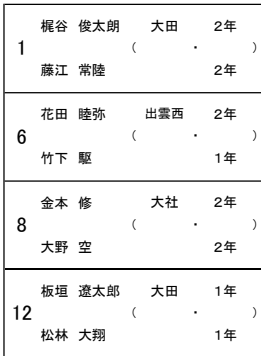 梶谷 俊太朗 大田 2年
1 ( ・ )
藤江 常陸 2年
花田 睦弥 出雲西 2年
6 ( ・ )
竹下 駆 1年
金本 修 大社 2年
8 ( ・ )
大野 空 2年
板垣 遼太郎 大田 1年
12 ( ・ )
松林 大翔 1年